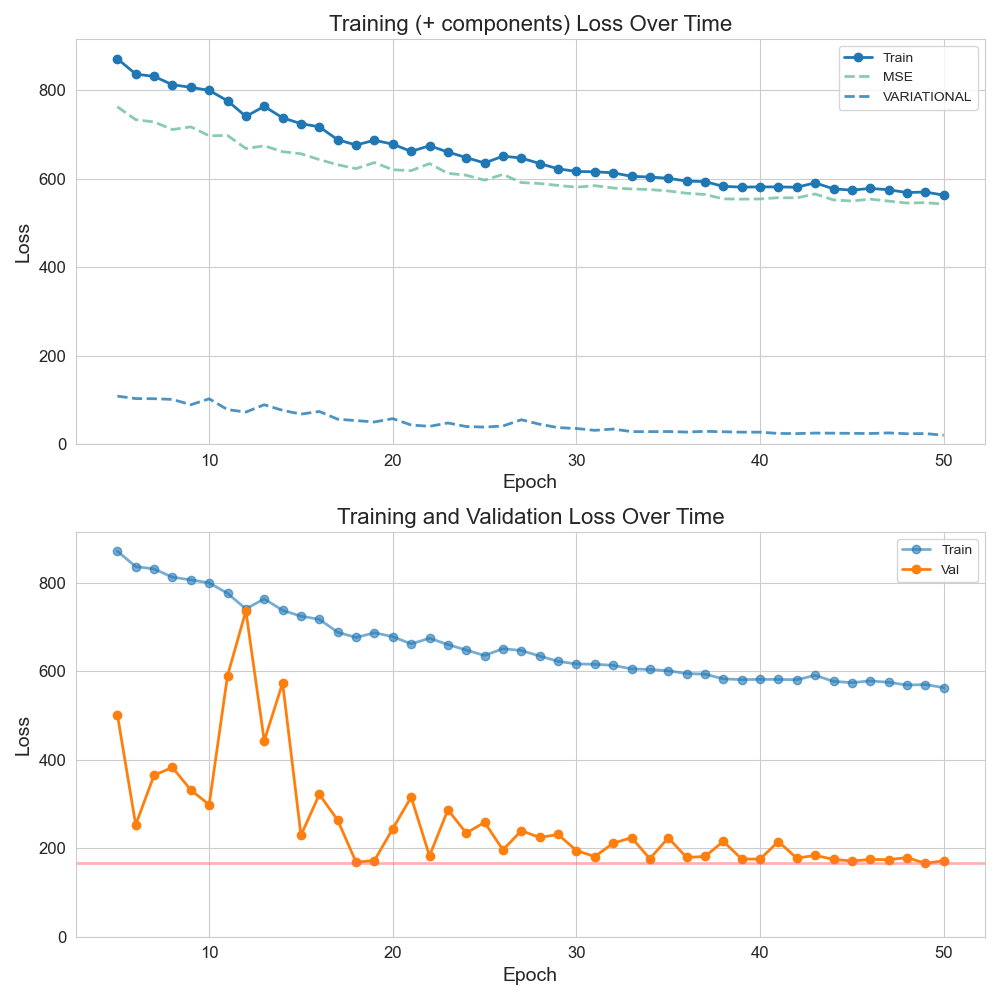 Training (+ components) Loss Over Time
Train
MSE
VARIATIONAL
Loss
800
600
400
200
0
10
20
30
40
50
Epoch
Training and Validation Loss Over Time
Train
Val
Loss
800
600
400
200
0
10
20
30
40
50
Epoch